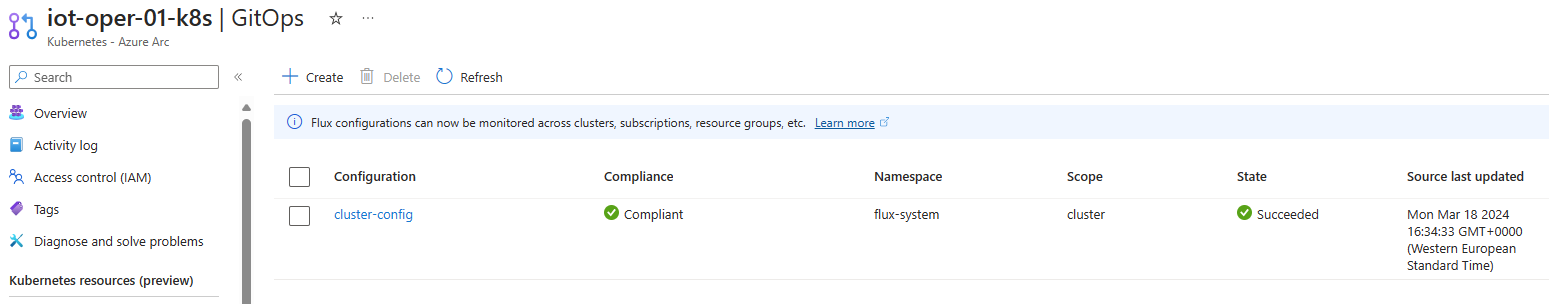 iot-oper-01-k8s | GitOps
Kubernetes - Azure Arc
Search
Create Delete Refresh
Overview
Activity log
Access control (IAM)
Tags
Diagnose and solve problems
Kubernetes resources (preview)
Flux configurations can now be monitored across clusters, subscriptions, resource groups, etc. Learn more
Configuration Compliance Namespace Scope State Source last updated
cluster-config Compliant flux-system cluster Succeeded Mon Mar 18 2024
16:34:33 GMT+0000
(Western European
Standard Time)